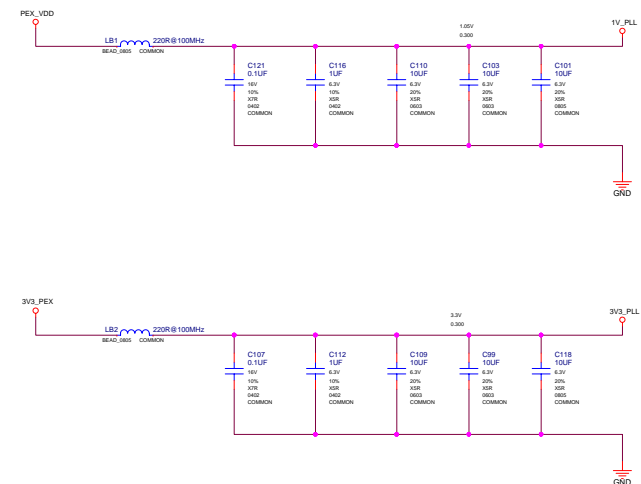 PEX_VDD
1V_PLL
1.05V
0.300
LB1 220R@100MHz
BEAD_0805 COMMON
C121
0.1UF
16V
10%
X7R
0402
COMMON
C116
1UF
6.3V
10%
X5R
0402
COMMON
C110
10UF
6.3V
20%
X5R
0603
COMMON
C103
10UF
6.3V
20%
X5R
0603
COMMON
C101
10UF
6.3V
20%
X5R
0805
COMMON
GND
3V3_PEX
3V3_PLL
3.3V
0.300
LB2 220R@100MHz
BEAD_0805 COMMON
C107
0.1UF
16V
10%
X7R
0402
COMMON
C112
1UF
6.3V
10%
X5R
0402
COMMON
C109
10UF
6.3V
20%
X5R
0603
COMMON
C99
10UF
6.3V
20%
X5R
0603
COMMON
C118
10UF
6.3V
20%
X5R
0805
COMMON
GND